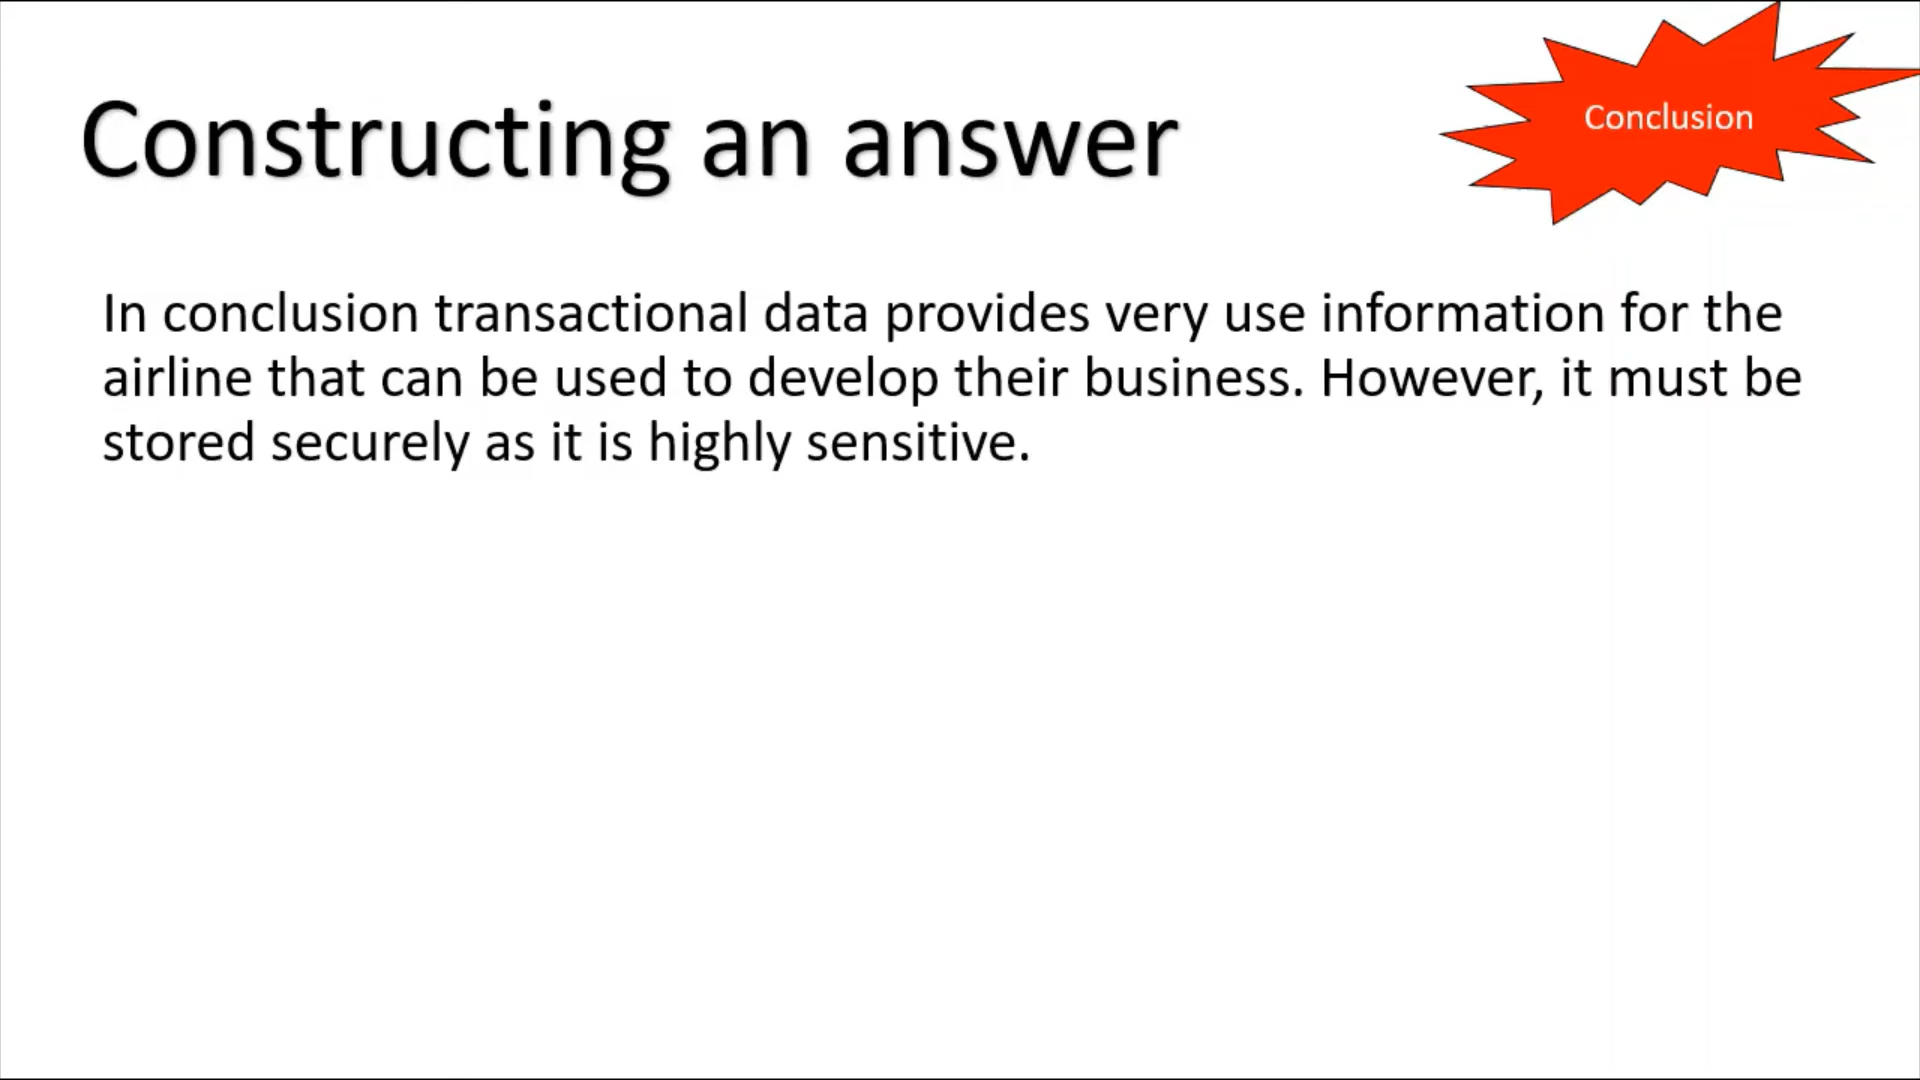 Constructing an answer
Conclusion
In conclusion transactional data provides very use information for the
airline that can be used to develop their business. However, it must be
stored securely as it is highly sensitive.